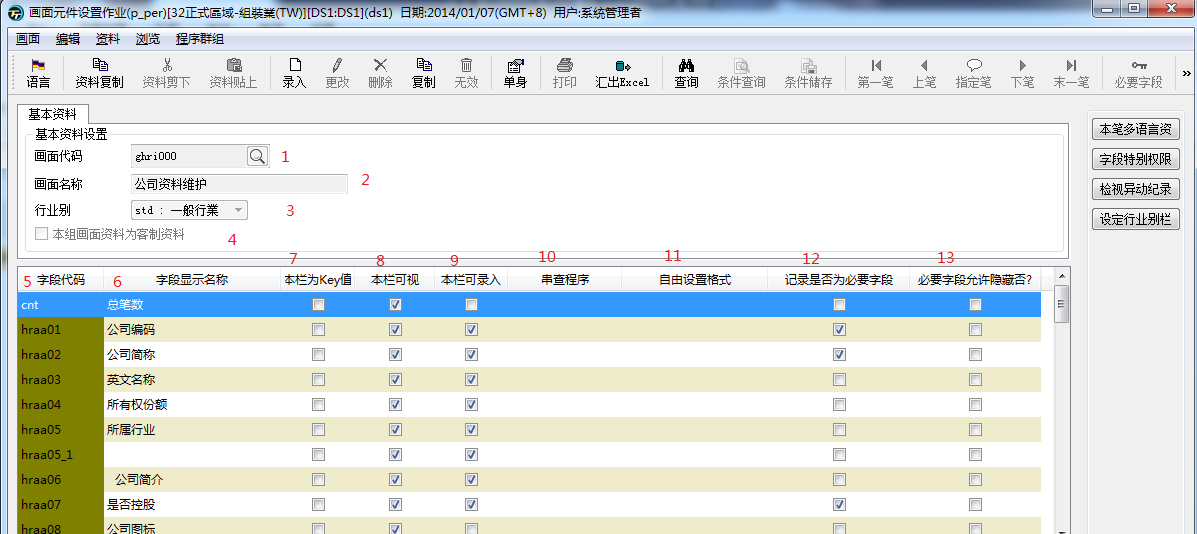 画面元件设置作业(p_per)[32正式區域-組裝業(TW)][DS1:DS1](ds1) 日期:2014/01/07(GMT+8) 用户:系统管理者
画面 编辑 资料 浏览 程序群组
语言 资料复制 资料剪下 资料贴上 录入 更改 删除 复制 无效 单身 打印 汇出Excel 查询 条件查询 条件储存 第一笔 上笔 指定笔 下笔 末一笔 必要字段 »
基本资料
基本资料设置
画面代码 ghri000 1
画面名称 公司资料维护 2
行业别 std : 一般行業 3
本组画面资料为客制资料 4
本笔多语言资
字段特别权限
检视异动纪录
设定行业别栏
5 字段代码 6 字段显示名称 7 本栏为Key值 8 本栏可视 9 本栏可录入 10 串查程序 11 自由设置格式 12 记录是否为必要字段 13 必要字段允许隐藏否?
cnt 总笔数
hraa01 公司编码
hraa02 公司简称
hraa03 英文名称
hraa04 所有权份额
hraa05 所属行业
hraa05_1
hraa06 公司简介
hraa07 是否控股
hraa08 公司图标